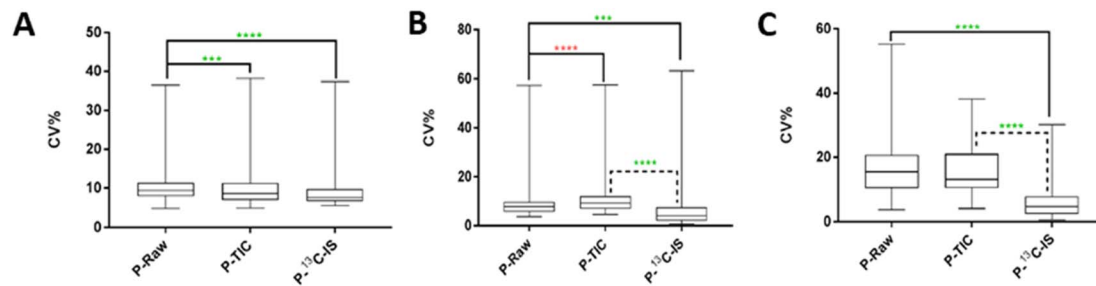 A
CV%
50
40
30
20
10
0
****
***
P-Raw
P-TIC
P-¹³C-IS
B
CV%
80
60
40
20
0
***
****
****
P-Raw
P-TIC
P-¹³C-IS
C
CV%
60
40
20
0
****
****
P-Raw
P-TIC
P-¹³C-IS